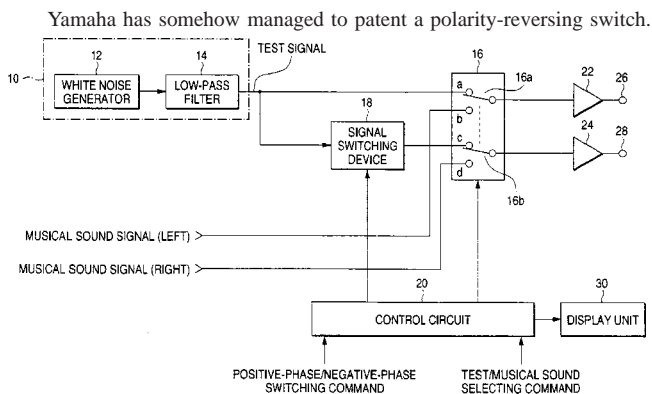 Yamaha has somehow managed to patent a polarity-reversing switch.
10
12
WHITE NOISE
GENERATOR
14
LOW-PASS
FILTER
TEST SIGNAL
16
16a
a
b
c
d
16b
18
SIGNAL
SWITCHING
DEVICE
22
26
24
28
MUSICAL SOUND SIGNAL (LEFT)
MUSICAL SOUND SIGNAL (RIGHT)
20
CONTROL CIRCUIT
30
DISPLAY UNIT
POSITIVE-PHASE/NEGATIVE-PHASE
SWITCHING COMMAND
TEST/MUSICAL SOUND
SELECTING COMMAND